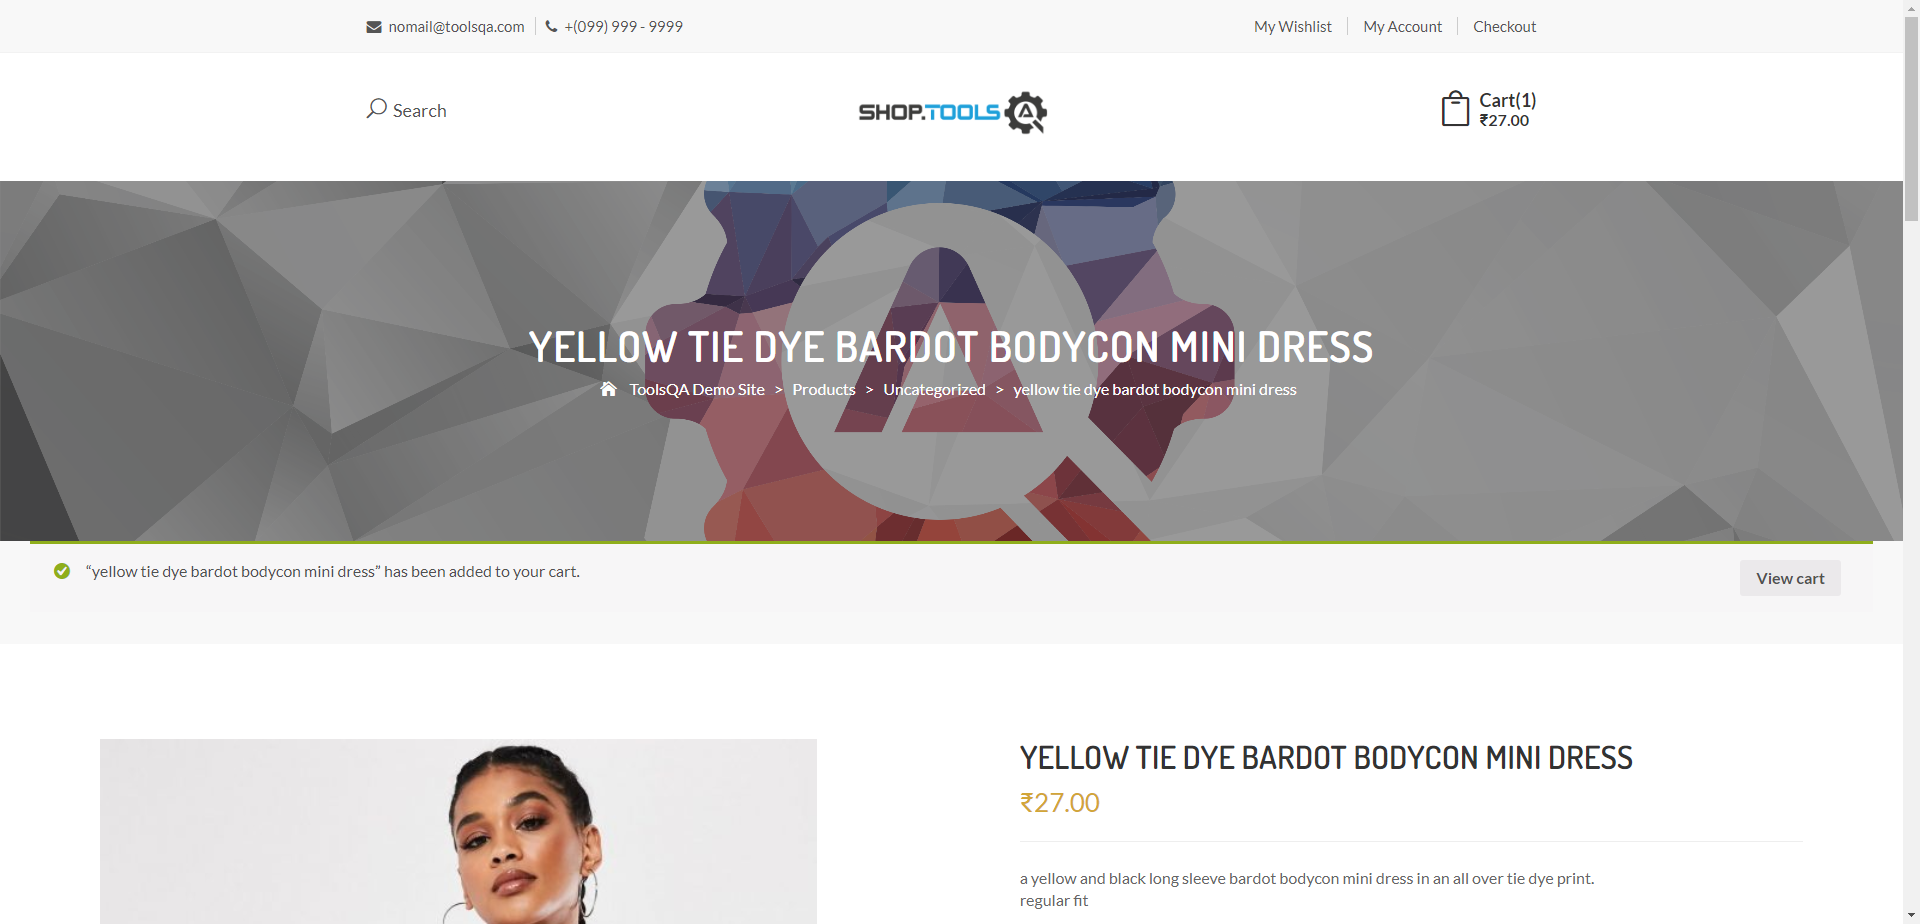 nomail@toolsqa.com
+(099) 999 - 9999
My Wishlist
My Account
Checkout
Search
SHOP.TOOLS
Cart(1)
₹27.00
YELLOW TIE DYE BARDOT BODYCON MINI DRESS
ToolsQA Demo Site > Products > Uncategorized > yellow tie dye bardot bodycon mini dress
“yellow tie dye bardot bodycon mini dress” has been added to your cart.
View cart
YELLOW TIE DYE BARDOT BODYCON MINI DRESS
₹27.00
a yellow and black long sleeve bardot bodycon mini dress in an all over tie dye print.
regular fit